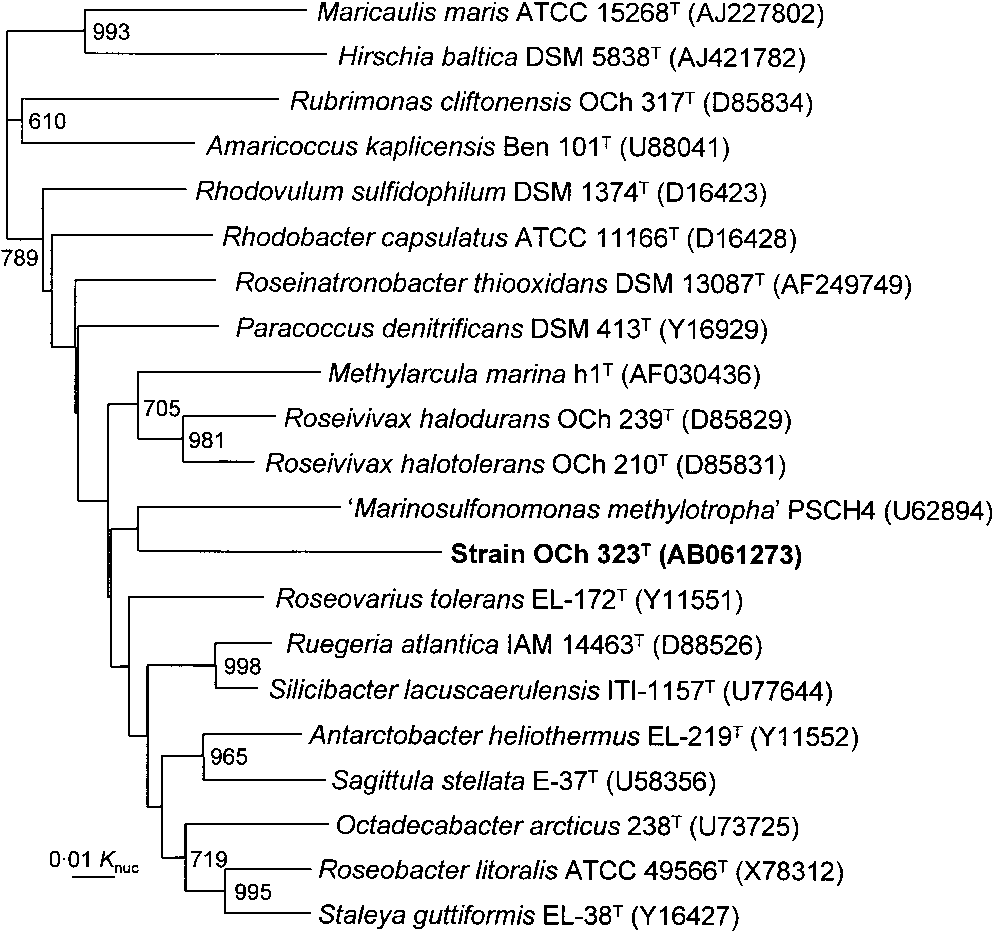 Maricaulis maris ATCC 15268ᵀ (AJ227802)
993
Hirschia baltica DSM 5838ᵀ (AJ421782)
Rubrimonas cliftonensis OCh 317ᵀ (D85834)
610
Amaricoccus kaplicensis Ben 101ᵀ (U88041)
Rhodovulum sulfidophilum DSM 1374ᵀ (D16423)
789
Rhodobacter capsulatus ATCC 11166ᵀ (D16428)
Roseinatronobacter thiooxidans DSM 13087ᵀ (AF249749)
Paracoccus denitrificans DSM 413ᵀ (Y16929)
Methylarcula marina h1ᵀ (AF030436)
705
Roseivivax halodurans OCh 239ᵀ (D85829)
981
Roseivivax halotolerans OCh 210ᵀ (D85831)
‘Marinosulfonomonas methylotropha’ PSCH4 (U62894)
Strain OCh 323ᵀ (AB061273)
Roseovarius tolerans EL-172ᵀ (Y11551)
Ruegeria atlantica IAM 14463ᵀ (D88526)
998
Silicibacter lacuscaerulensis ITI-1157ᵀ (U77644)
Antarctobacter heliothermus EL-219ᵀ (Y11552)
965
Sagittula stellata E-37ᵀ (U58356)
Octadecabacter arcticus 238ᵀ (U73725)
0·01 Knuc
719
Roseobacter litoralis ATCC 49566ᵀ (X78312)
995
Staleya guttiformis EL-38ᵀ (Y16427)